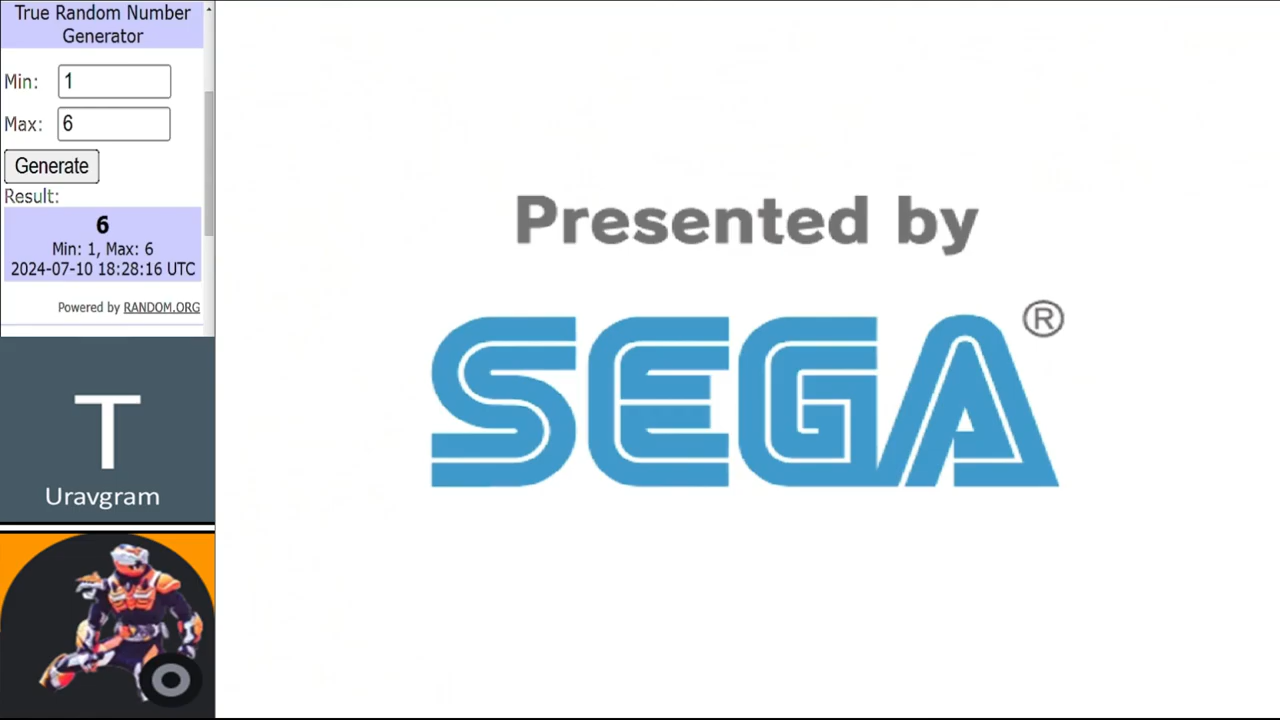 True Random Number
Generator
Min: 1
Max: 6
Generate
Result:
6
Min: 1, Max: 6
2024-07-10 18:28:16 UTC
Powered by RANDOM.ORG
T
Uravgram
Presented by
SEGA®